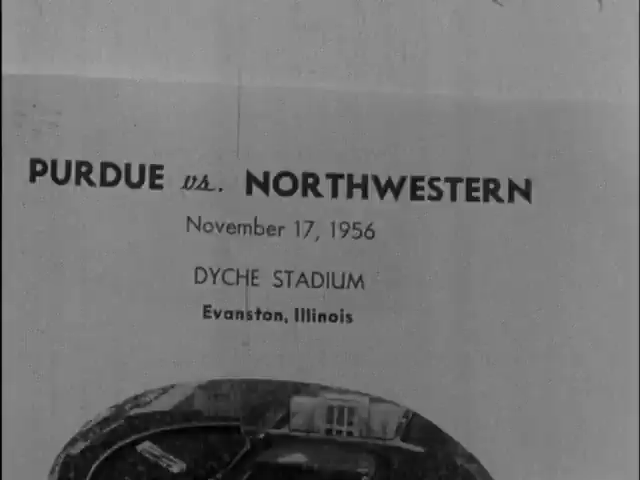 PURDUE vs. NORTHWESTERN
November 17, 1956
DYCHE STADIUM
Evanston, Illinois